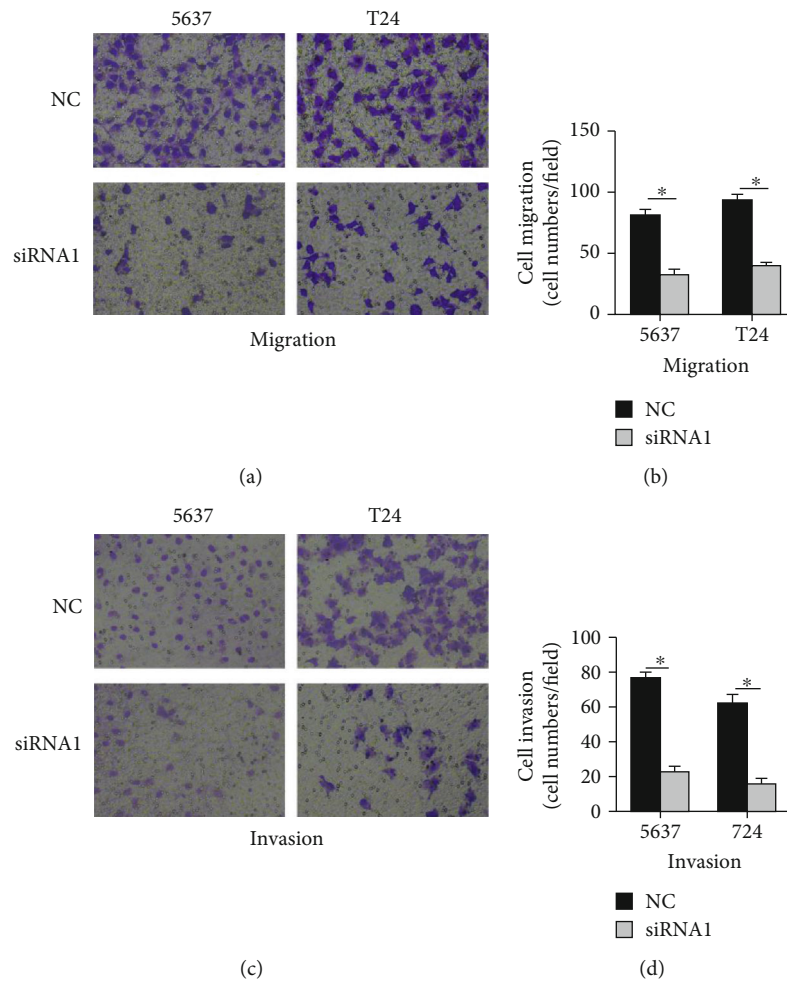 5637 T24
NC
siRNA1
Migration
(a)
Cell migration
(cell numbers/field)
150
100
50
0
*
*
5637 T24
Migration
NC
siRNA1
(b)
5637 T24
NC
siRNA1
Invasion
(c)
Cell invasion
(cell numbers/field)
100
80
60
40
20
0
*
*
5637 724
Invasion
NC
siRNA1
(d)